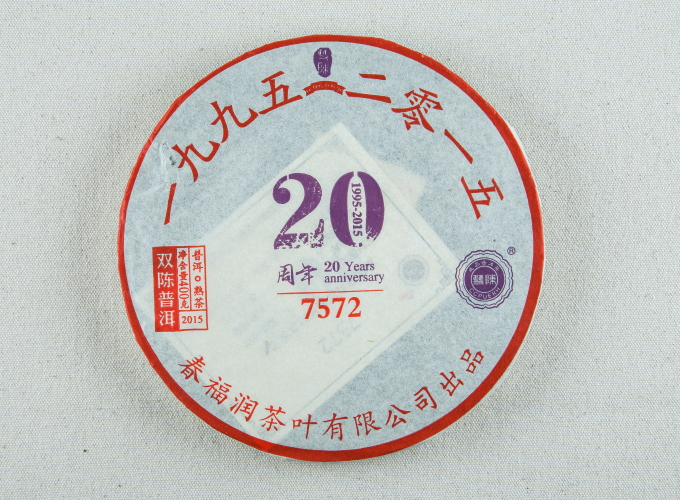 一九九五 二零一五
20
1995-2015
周年
20 Years
anniversary
7572
双陈普洱
普洱○熟茶
净含量400克
2015
®
春福润茶叶有限公司出品